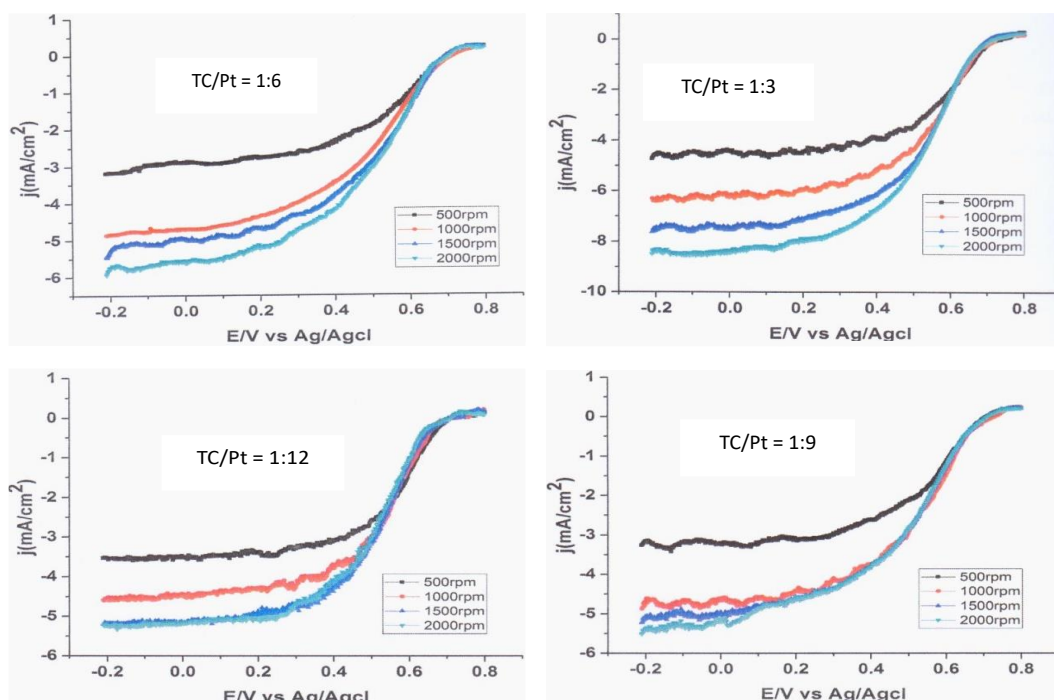 TC/Pt = 1:6
1
0
-1
-2
-3
-4
-5
-6
j(mA/cm2)
500rpm
1000rpm
1500rpm
2000rpm
-0.2 0.0 0.2 0.4 0.6 0.8
E/V vs Ag/Agcl
TC/Pt = 1:3
0
-2
-4
-6
-8
-10
j(mA/cm2)
500rpm
1000rpm
1500rpm
2000rpm
-0.2 0.0 0.2 0.4 0.6 0.8
E/V vs Ag/Agcl
TC/Pt = 1:12
1
0
-1
-2
-3
-4
-5
-6
j(mA/cm2)
500rpm
1000rpm
1500rpm
2000rpm
-0.2 0.0 0.2 0.4 0.6 0.8
E/V vs Ag/Agcl
TC/Pt = 1:9
1
0
-1
-2
-3
-4
-5
-6
j(mA/cm2)
500rpm
1000rpm
1500rpm
2000rpm
-0.2 0.0 0.2 0.4 0.6 0.8
E/V vs Ag/Agcl